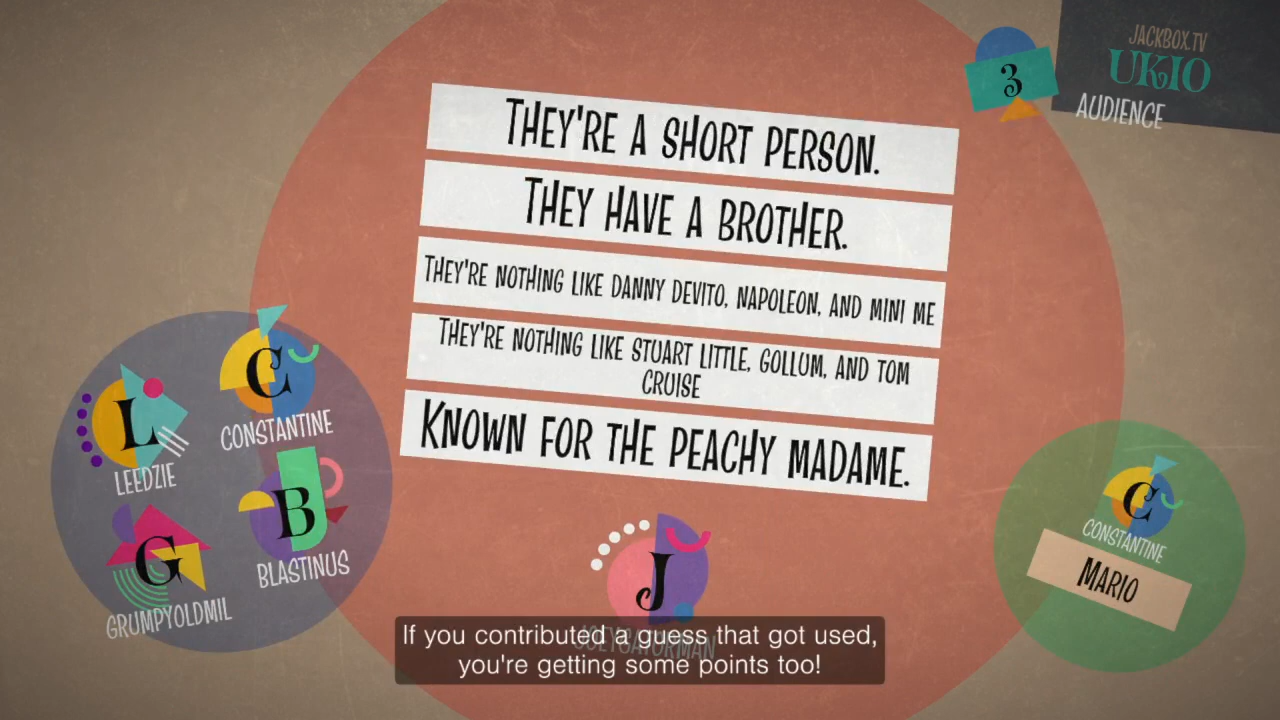 JACKBOX.TV
UKIO
3
AUDIENCE
THEY'RE A SHORT PERSON.
THEY HAVE A BROTHER.
THEY'RE NOTHING LIKE DANNY DEVITO, NAPOLEON, AND MINI ME
THEY'RE NOTHING LIKE STUART LITTLE, GOLLUM, AND TOM
CRUISE
KNOWN FOR THE PEACHY MADAME.
C
CONSTANTINE
L
LEEDZIE
B
BLASTINUS
G
GRUMPYOLDMIL
J
JOEYGATORMAN
C
CONSTANTINE
MARIO
If you contributed a guess that got used,
you're getting some points too!